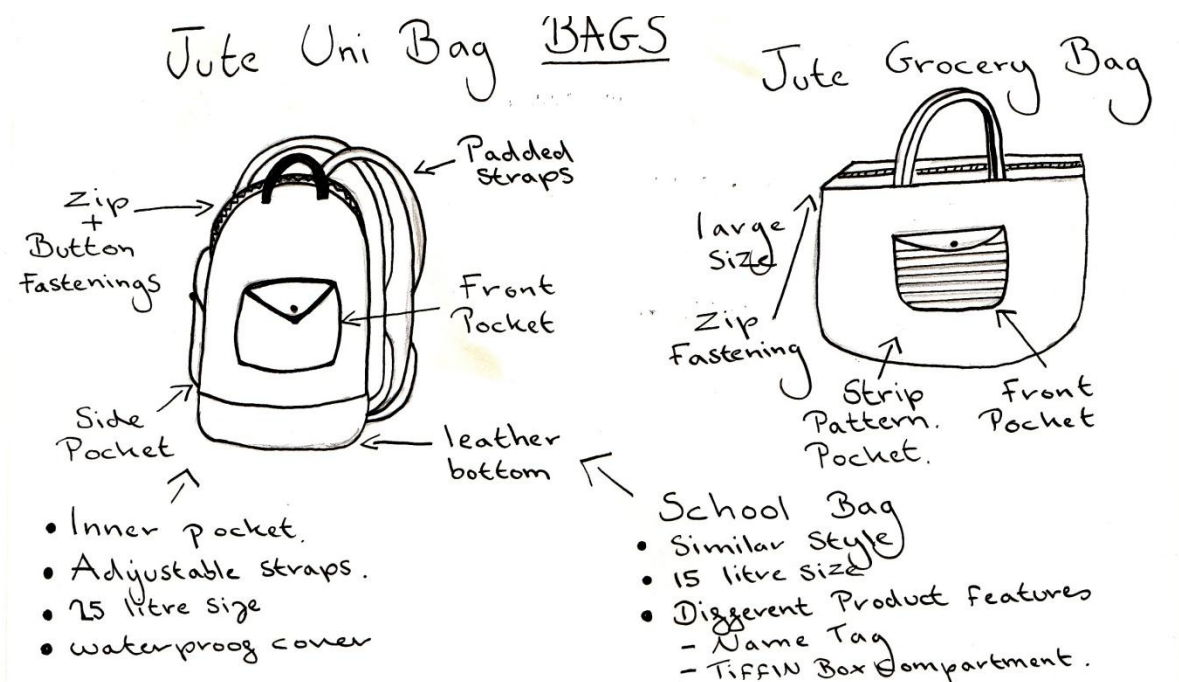 BAGS
Jute Uni Bag
Padded
straps
Zip
+
Button
Fastenings
Front
Pocket
Side
Pocket
leather
bottom
• Inner pocket.
• Adjustable straps.
• 25 litre size
• waterproof cover
Jute Grocery Bag
large
size
Zip
Fastening
Strip
Pattern.
Pocket.
Front
Pocket
School Bag
• Similar style
• 15 litre size
• Different Product features
- Name Tag
- TIFFIN Box Compartment.